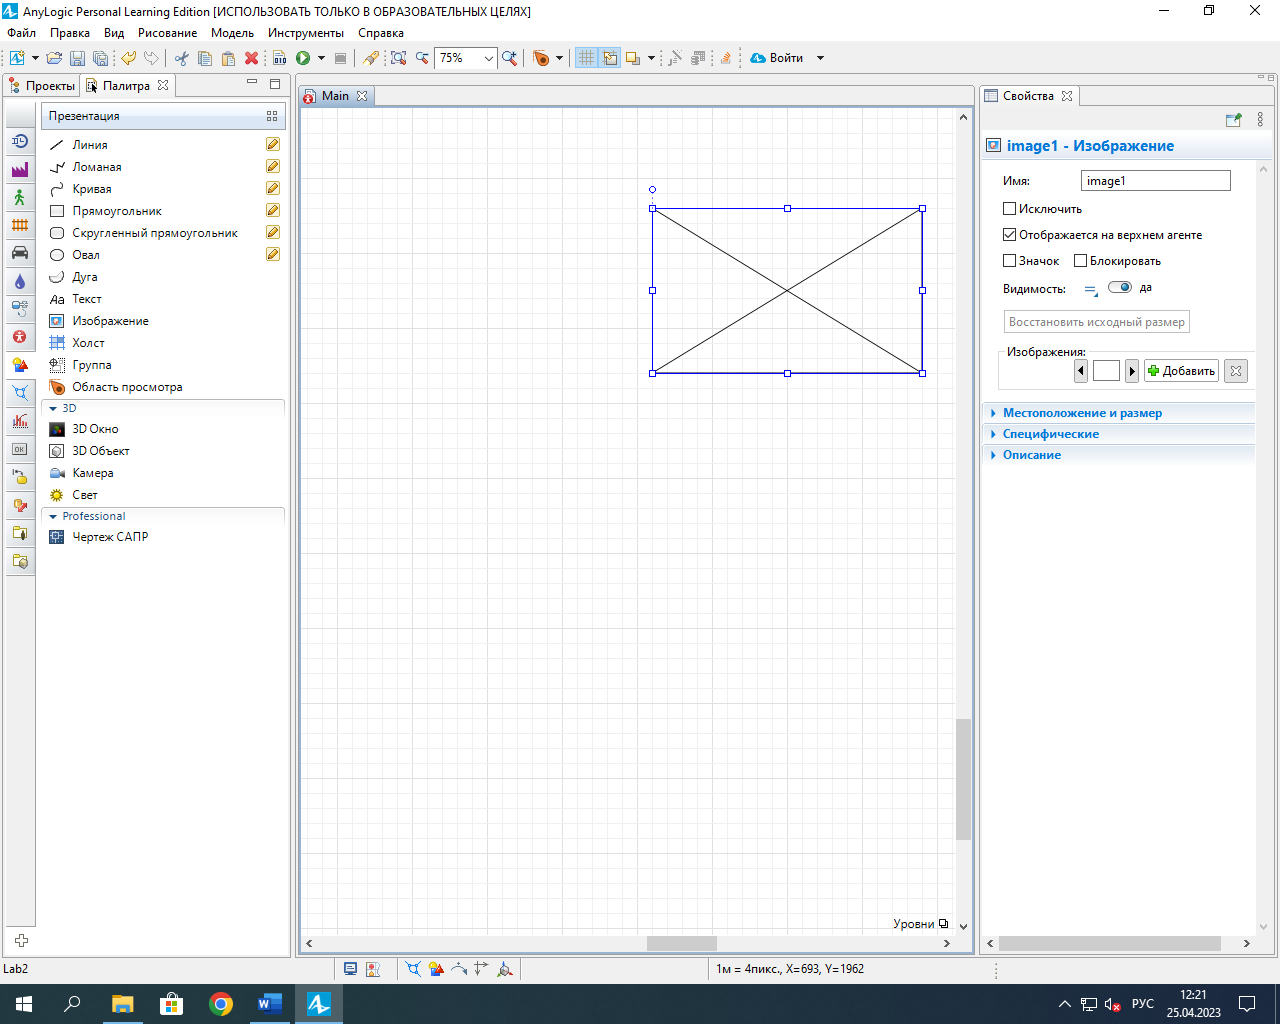 AnyLogic Personal Learning Edition [ИСПОЛЬЗОВАТЬ ТОЛЬКО В ОБРАЗОВАТЕЛЬНЫХ ЦЕЛЯХ]
Файл Правка Вид Рисование Модель Инструменты Справка
75% Войти
Проекты Палитра
Презентация
Линия
Ломаная
Кривая
Прямоугольник
Скругленный прямоугольник
Овал
Дуга
Aa Текст
Изображение
Холст
Группа
Область просмотра
3D
3D Окно
3D Объект
Камера
Свет
Professional
Чертеж САПР
OK
Main
Уровни
Свойства
image1 - Изображение
Имя: image1
Исключить
Отображается на верхнем агенте
Значок Блокировать
Видимость: = да
Восстановить исходный размер
Изображения:
Добавить
Местоположение и размер
Специфические
Описание
Lab2
1м = 4пикс., X=693, Y=1962
РУС
12:21
25.04.2023